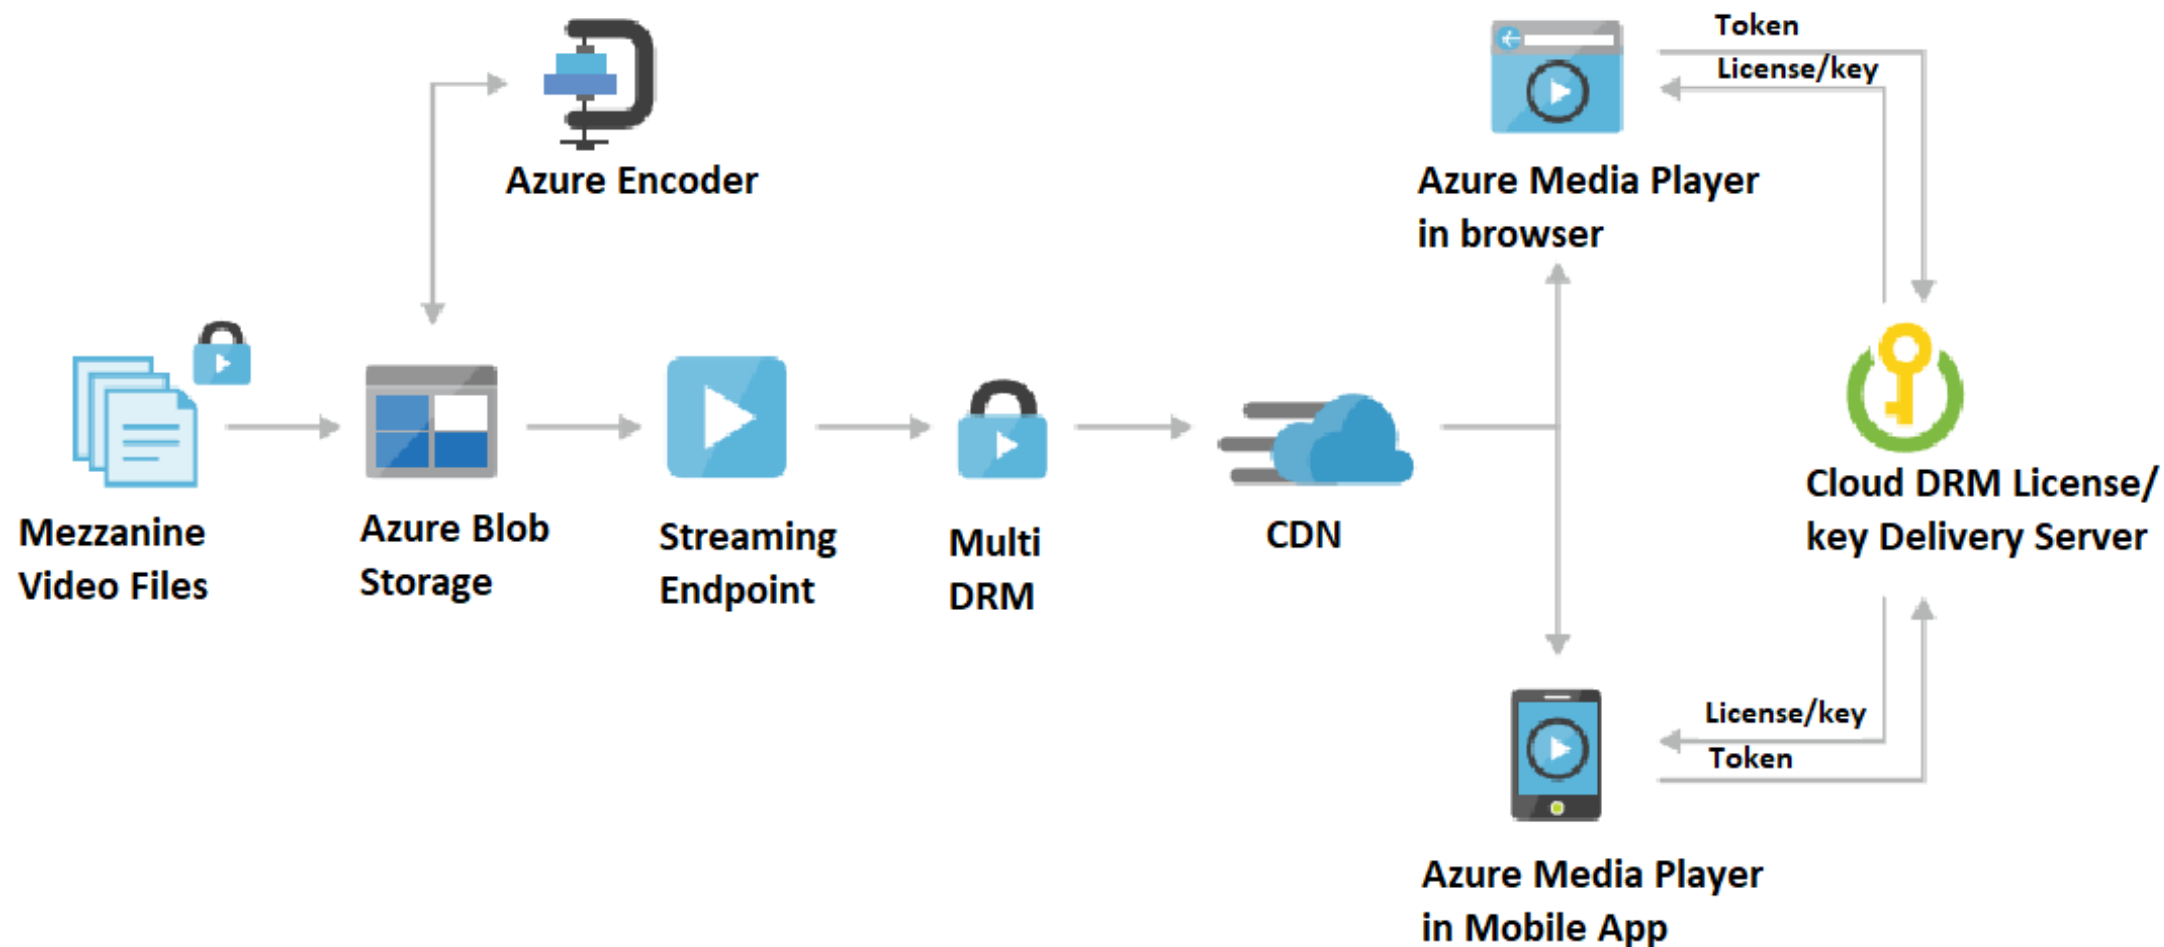 Token
License/key
Azure Encoder
Azure Media Player
in browser
Mezzanine
Video Files
Azure Blob
Storage
Streaming
Endpoint
Multi
DRM
CDN
Cloud DRM License/
key Delivery Server
License/key
Token
Azure Media Player
in Mobile App